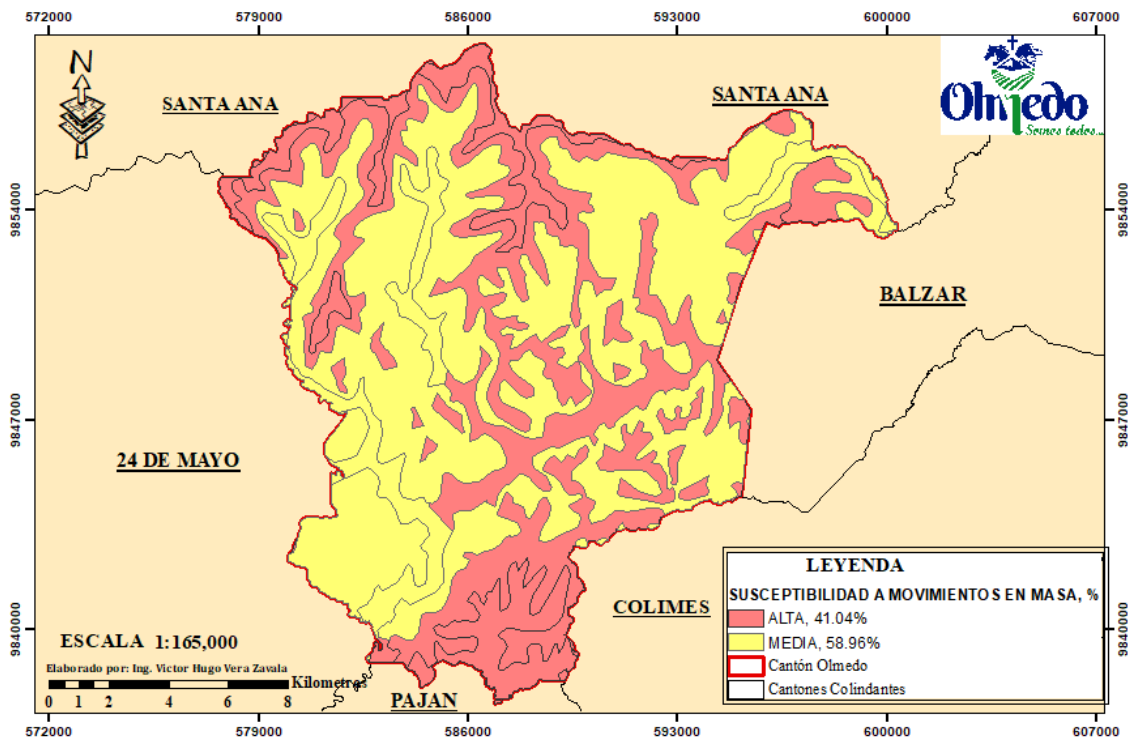 572000 579000 586000 593000 600000 607000
N
SANTA ANA
SANTA ANA
Olmedo
Somos todos...
9854000
9854000
BALZAR
9847000
9847000
24 DE MAYO
LEYENDA
SUSCEPTIBILIDAD A MOVIMIENTOS EN MASA, %
ALTA, 41.04%
MEDIA, 58.96%
Cantón Olmedo
Cantones Colindantes
COLIMES
9840000
9840000
ESCALA 1:165,000
Elaborado por: Ing. Victor Hugo Vera Zavala
Kilometros
0 1 2 4 6 8
PAJAN
572000 579000 586000 593000 600000 607000